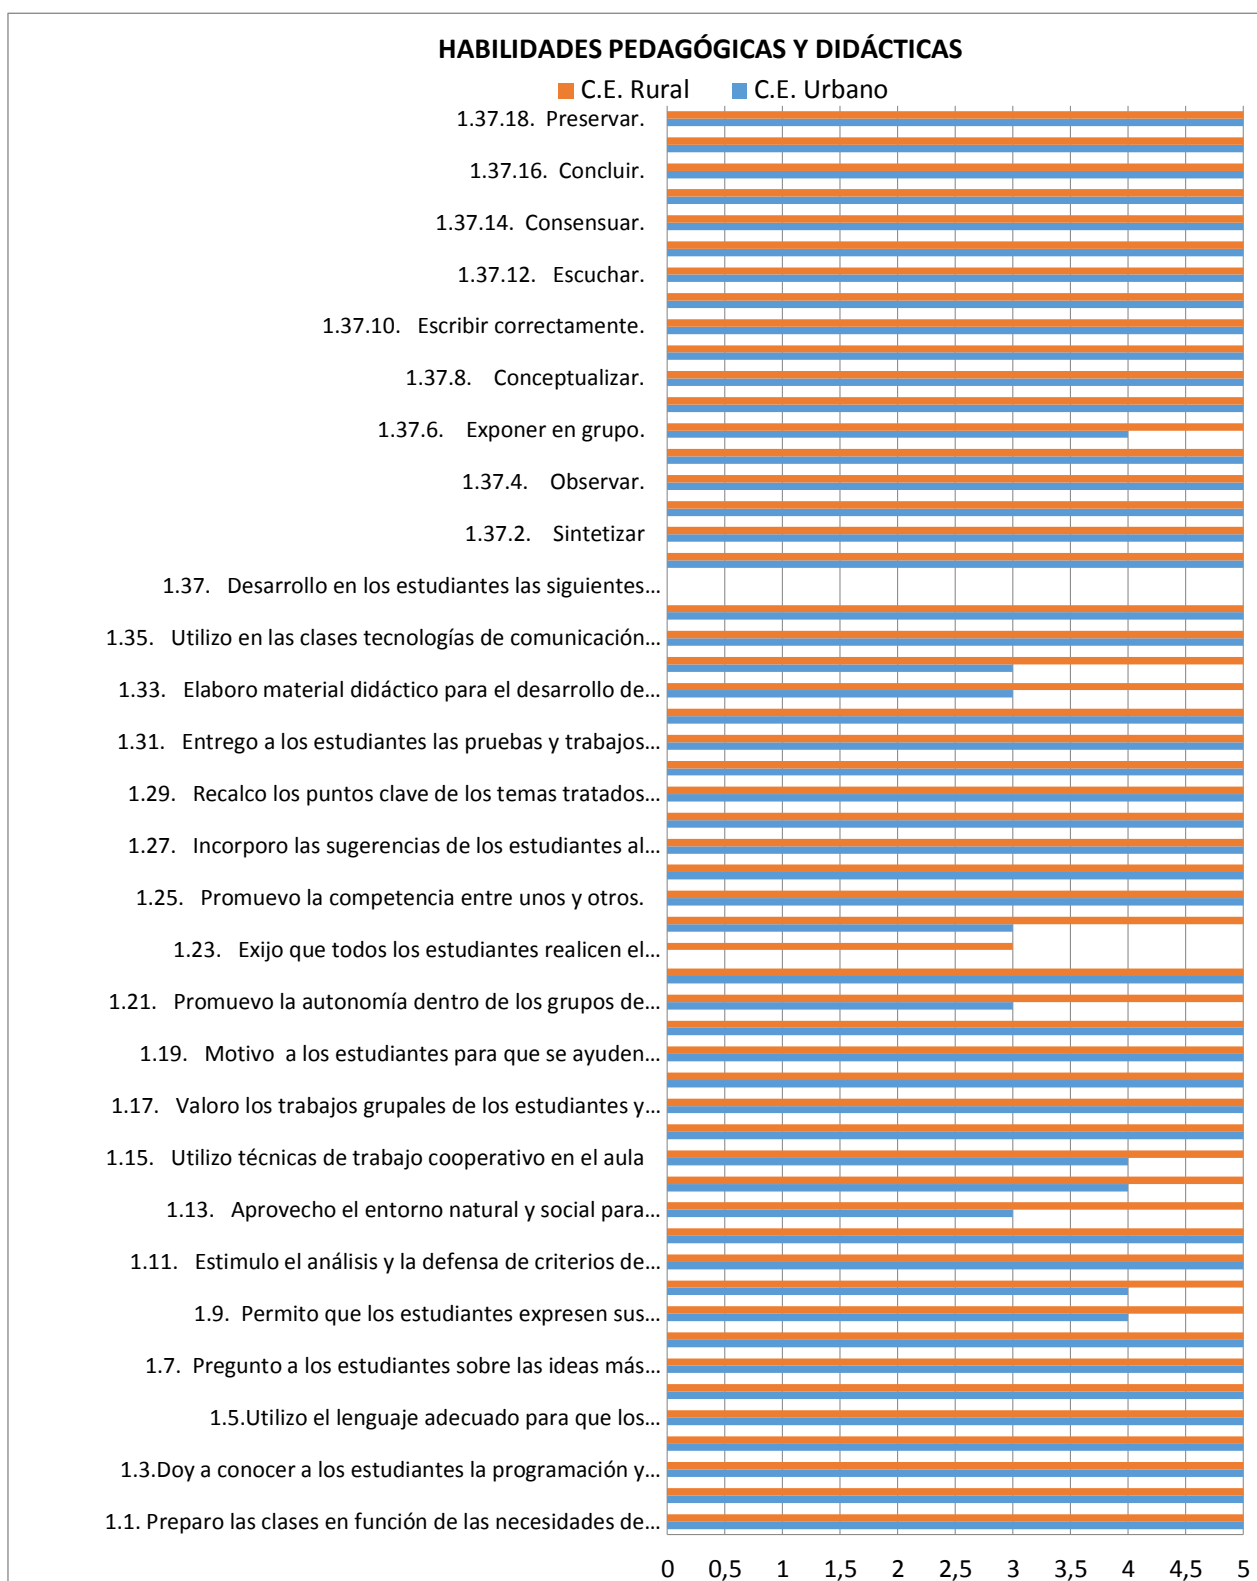 HABILIDADES PEDAGÓGICAS Y DIDÁCTICAS
C.E. Rural C.E. Urbano
1.37.18. Preservar.
1.37.16. Concluir.
1.37.14. Consensuar.
1.37.12. Escuchar.
1.37.10. Escribir correctamente.
1.37.8. Conceptualizar.
1.37.6. Exponer en grupo.
1.37.4. Observar.
1.37.2. Sintetizar
1.37. Desarrollo en los estudiantes las siguientes...
1.35. Utilizo en las clases tecnologías de comunicación...
1.33. Elaboro material didáctico para el desarrollo de...
1.31. Entrego a los estudiantes las pruebas y trabajos...
1.29. Recalco los puntos clave de los temas tratados...
1.27. Incorporo las sugerencias de los estudiantes al...
1.25. Promuevo la competencia entre unos y otros.
1.23. Exijo que todos los estudiantes realicen el...
1.21. Promuevo la autonomía dentro de los grupos de...
1.19. Motivo a los estudiantes para que se ayuden...
1.17. Valoro los trabajos grupales de los estudiantes y...
1.15. Utilizo técnicas de trabajo cooperativo en el aula
1.13. Aprovecho el entorno natural y social para...
1.11. Estimulo el análisis y la defensa de criterios de...
1.9. Permito que los estudiantes expresen sus...
1.7. Pregunto a los estudiantes sobre las ideas más...
1.5.Utilizo el lenguaje adecuado para que los...
1.3.Doy a conocer a los estudiantes la programación y...
1.1. Preparo las clases en función de las necesidades de...
0 0,5 1 1,5 2 2,5 3 3,5 4 4,5 5